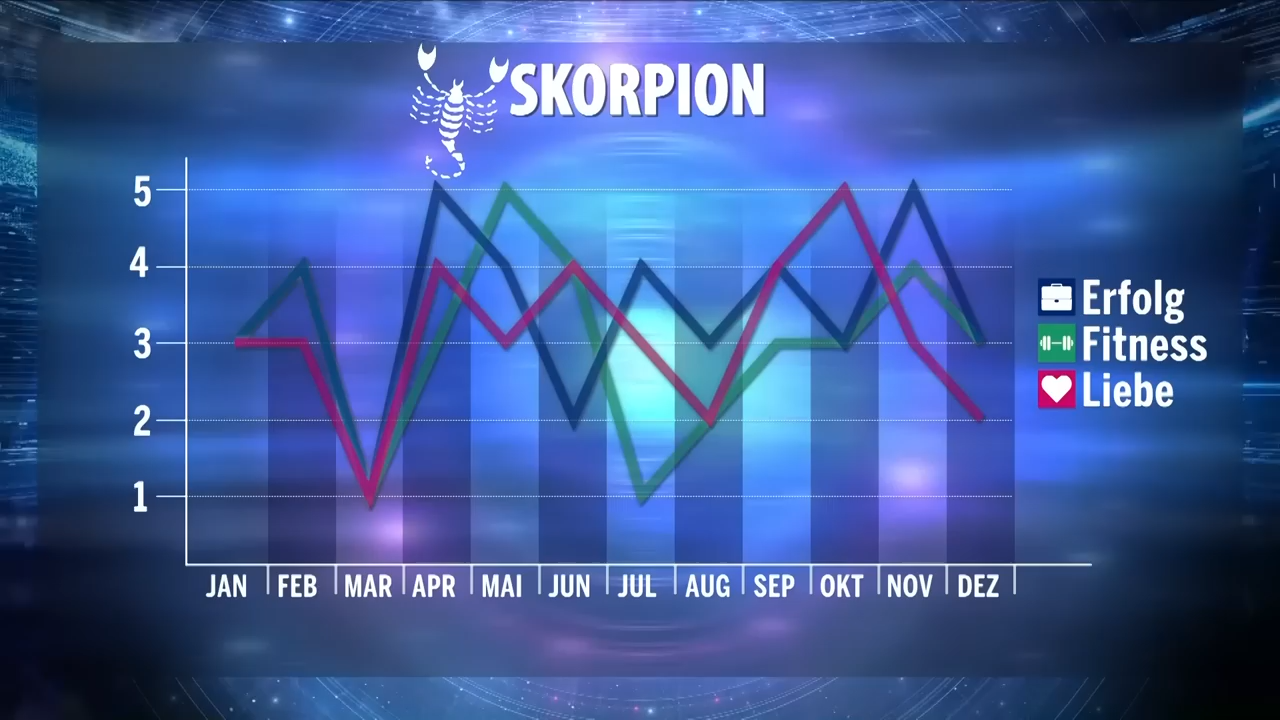 SKORPION
5
4
3
2
1
JAN FEB MAR APR MAI JUN JUL AUG SEP OKT NOV DEZ
Erfolg
Fitness
Liebe